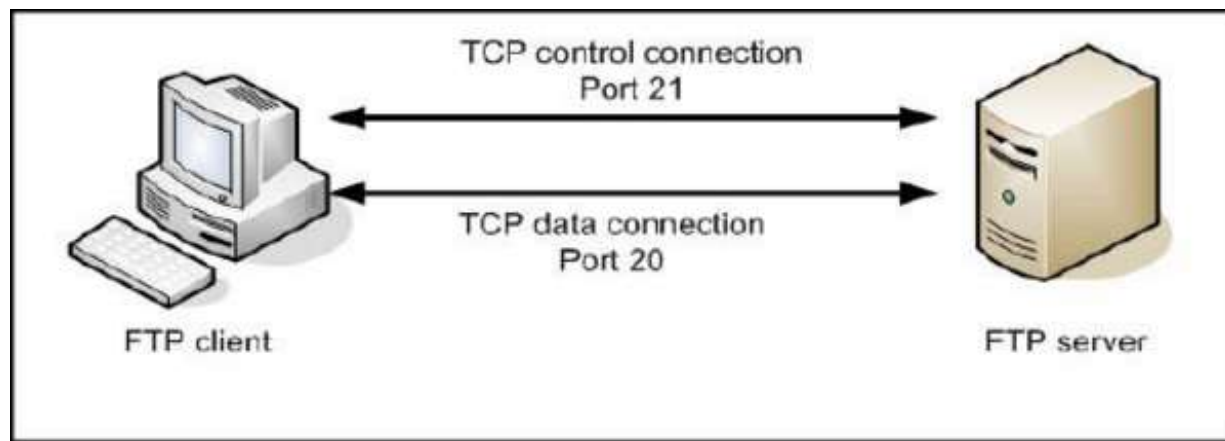 TCP control connection
Port 21
TCP data connection
Port 20
FTP client
FTP server